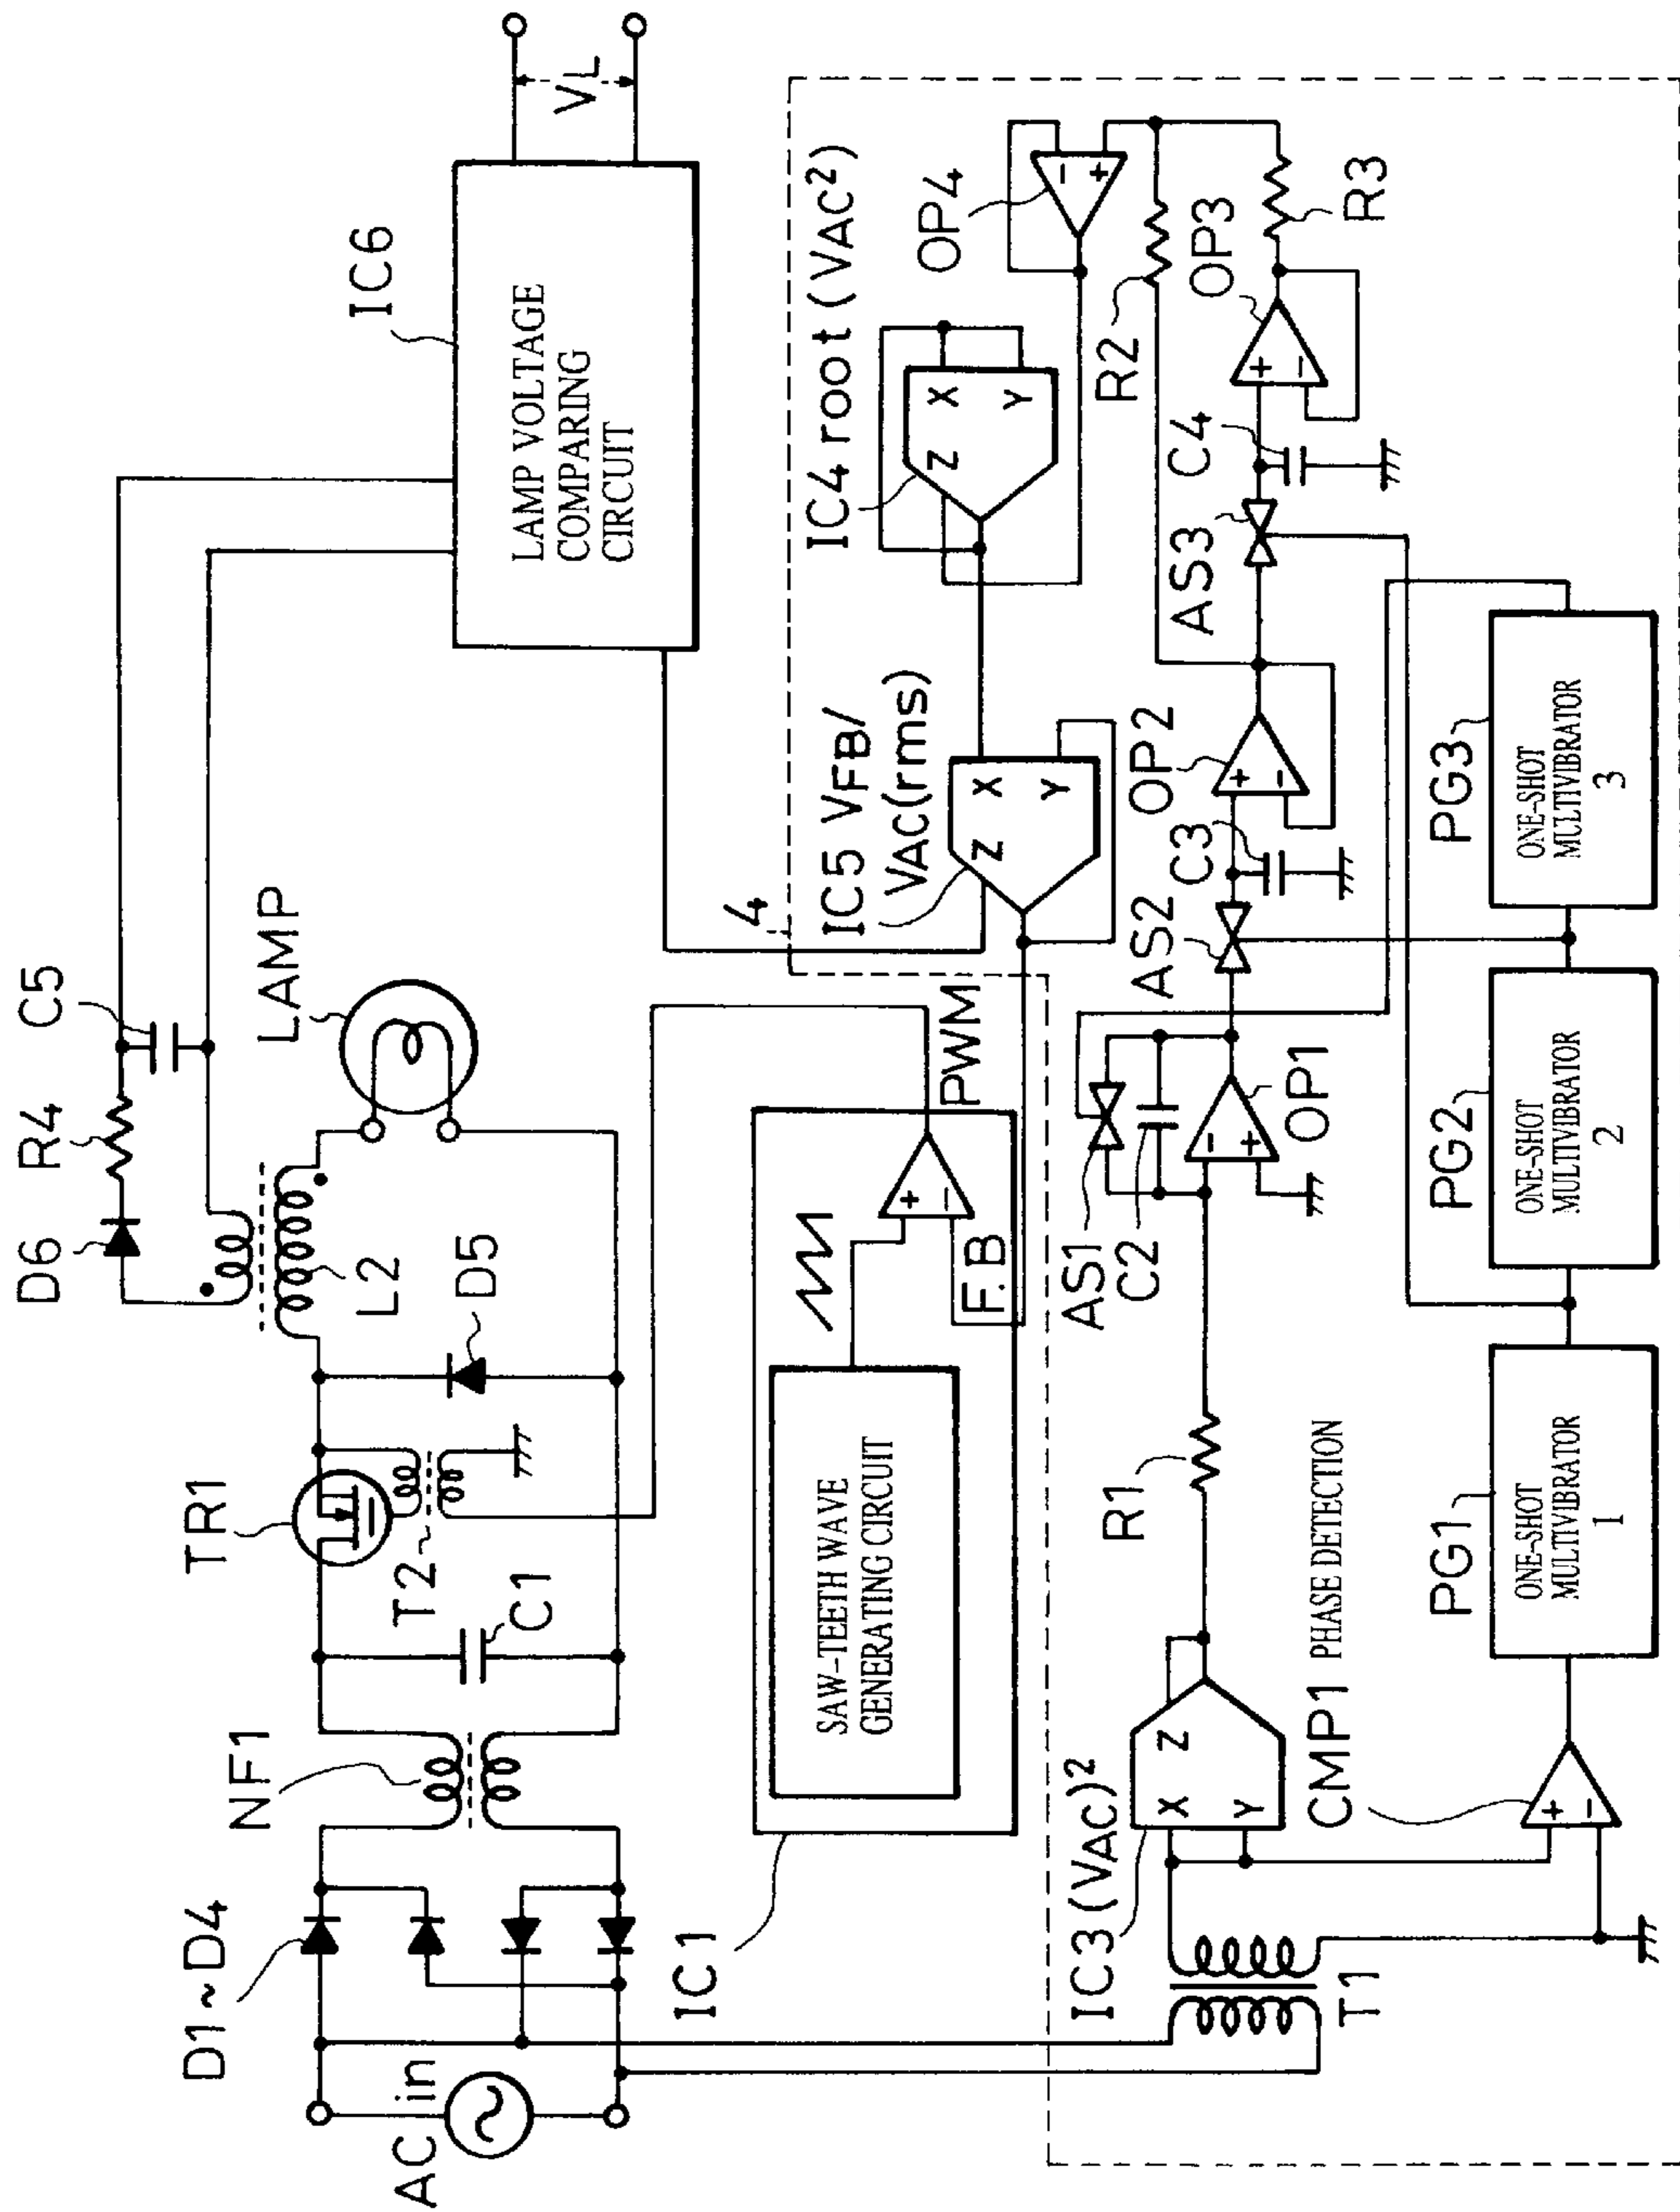 D6
R4
C5
LAMP
IC6
LAMP VOLTAGE
COMPARING
CIRCUIT
VL
D1~D4
NF1
TR1
T2
C1
L2
D5
AC in
IC1
SAW-TEETH WAVE
GENERATING CIRCUIT
+
−
F.B
PWM
4
IC5 VFB/
VAC(rms)
Z
X
Y
IC4 root (VAC²)
Z
X
Y
OP4
−
+
IC3 (VAC)²
X
Y
Z
R1
AS1
C2
−
+
OP1
AS2
C3
OP2
+
−
AS3
C4
R2
OP3
+
−
R3
T1
CMP1 PHASE DETECTION
+
−
PG1
ONE-SHOT
MULTIVIBRATOR
1
PG2
ONE-SHOT
MULTIVIBRATOR
2
PG3
ONE-SHOT
MULTIVIBRATOR
3